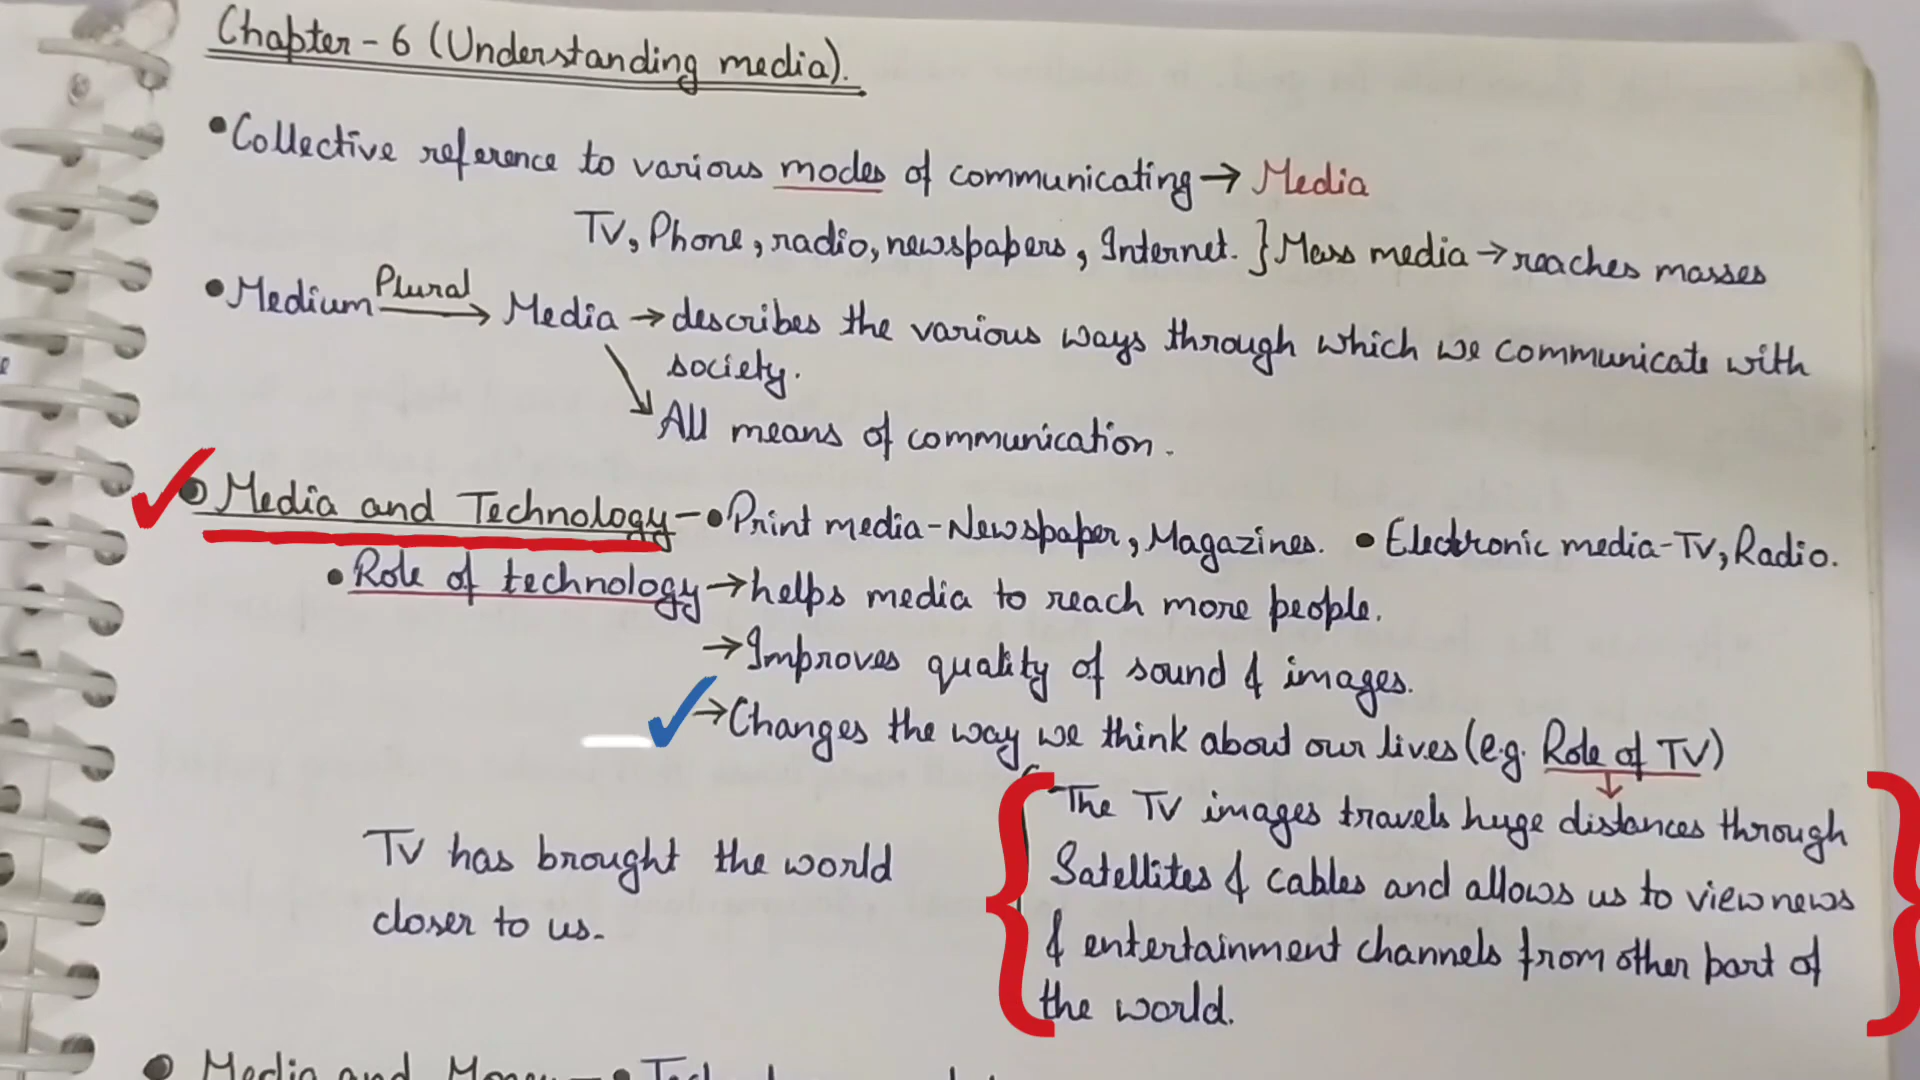 Chapter - 6 (Understanding media).
• Collective reference to various modes of communicating → Media
TV, Phone, radio, newspapers, Internet. } Mass media → reaches masses
• Medium Plural → Media → describes the various ways through which we communicate with
society.
All means of communication.
• Media and Technology - • Print media - Newspaper, Magazines. • Electronic media - TV, Radio.
• Role of technology → helps media to reach more people.
→ Improves quality of sound & images.
→ Changes the way we think about our lives (e.g. Role of TV)
The TV images travels huge distances through
Satellites & cables and allows us to view news
& entertainment channels from other part of
the world.
TV has brought the world
closer to us.
• Media and Money - •